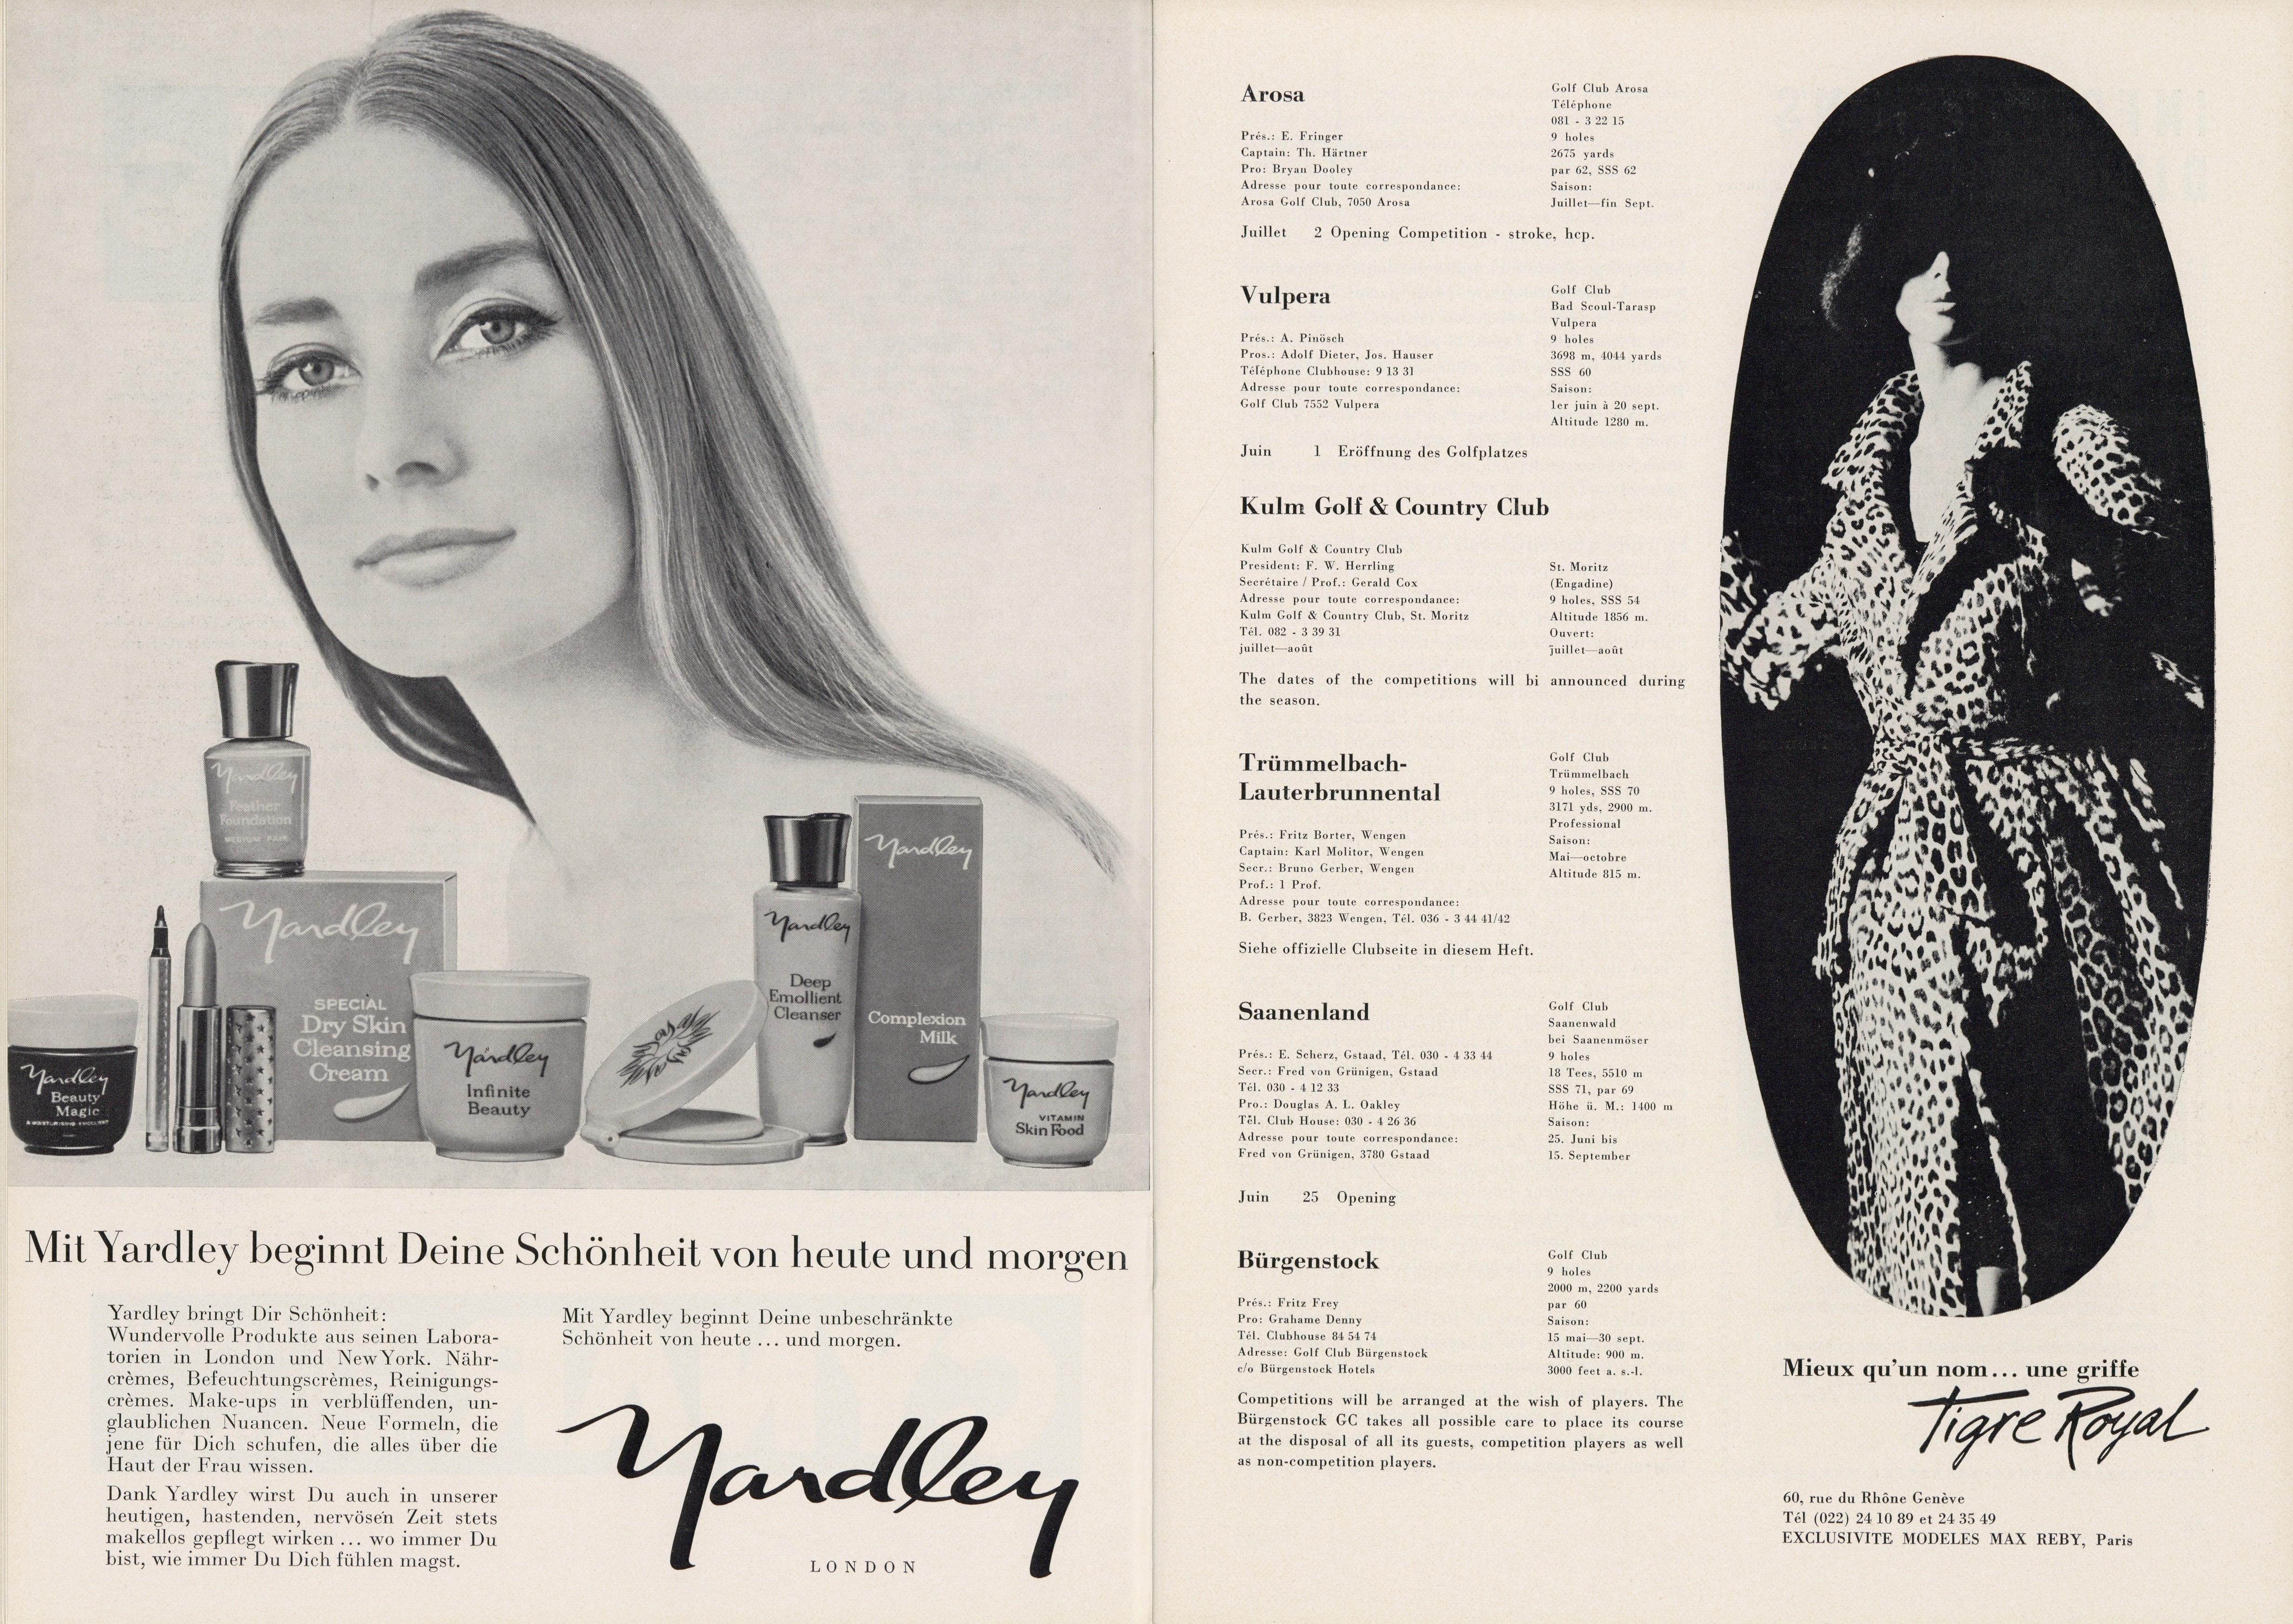 Yardley
Feather
Foundation
MEDIUM FAIR
Yardley
SPECIAL
Dry Skin
Cleansing
Cream
Yardley
Beauty
Magic
Yardley
Infinite
Beauty
Yardley
Deep
Emollient
Cleanser
Yardley
Complexion
Milk
Yardley
VITAMIN
Skin Food
Mit Yardley beginnt Deine Schönheit von heute und morgen
Yardley bringt Dir Schönheit:
Wundervolle Produkte aus seinen Labora-
torien in London und New York. Nähr-
crèmes, Befeuchtungscrèmes, Reinigungs-
crèmes. Make-ups in verblüffenden, un-
glaublichen Nuancen. Neue Formeln, die
jene für Dich schufen, die alles über die
Haut der Frau wissen.
Dank Yardley wirst Du auch in unserer
heutigen, hastenden, nervösen Zeit stets
makellos gepflegt wirken ... wo immer Du
bist, wie immer Du Dich fühlen magst.
Mit Yardley beginnt Deine unbeschränkte
Schönheit von heute ... und morgen.
Yardley
LONDON
Arosa
Prés.: E. Fringer
Captain: Th. Härtner
Pro: Bryan Dooley
Adresse pour toute correspondance:
Arosa Golf Club, 7050 Arosa
Golf Club Arosa
Téléphone
081 - 3 22 15
9 holes
2675 yards
par 62, SSS 62
Saison:
Juillet—fin Sept.
Juillet 2 Opening Competition - stroke, hcp.
Vulpera
Prés.: A. Pinösch
Pros.: Adolf Dieter, Jos. Hauser
Téléphone Clubhouse: 9 13 31
Adresse pour toute correspondance:
Golf Club 7552 Vulpera
Golf Club
Bad Scoul-Tarasp
Vulpera
9 holes
3698 m, 4044 yards
SSS 60
Saison:
1er juin à 20 sept.
Altitude 1280 m.
Juin 1 Eröffnung des Golfplatzes
Kulm Golf & Country Club
Kulm Golf & Country Club
President: F. W. Herrling
Secrétaire / Prof.: Gerald Cox
Adresse pour toute correspondance:
Kulm Golf & Country Club, St. Moritz
Tél. 082 - 3 39 31
juillet—août
St. Moritz
(Engadine)
9 holes, SSS 54
Altitude 1856 m.
Ouvert:
juillet—août
The dates of the competitions will bi announced during
the season.
Trümmelbach-
Lauterbrunnental
Prés.: Fritz Borter, Wengen
Captain: Karl Molitor, Wengen
Secr.: Bruno Gerber, Wengen
Prof.: 1 Prof.
Adresse pour toute correspondance:
B. Gerber, 3823 Wengen, Tél. 036 - 3 44 41/42
Golf Club
Trümmelbach
9 holes, SSS 70
3171 yds, 2900 m.
Professional
Saison:
Mai—octobre
Altitude 815 m.
Siehe offizielle Clubseite in diesem Heft.
Saanenland
Prés.: E. Scherz, Gstaad, Tél. 030 - 4 33 44
Secr.: Fred von Grünigen, Gstaad
Tél. 030 - 4 12 33
Pro.: Douglas A. L. Oakley
Tél. Club House: 030 - 4 26 36
Adresse pour toute correspondance:
Fred von Grünigen, 3780 Gstaad
Golf Club
Saanenwald
bei Saanenmöser
9 holes
18 Tees, 5510 m
SSS 71, par 69
Höhe ü. M.: 1400 m
Saison:
25. Juni bis
15. September
Juin 25 Opening
Bürgenstock
Prés.: Fritz Frey
Pro: Grahame Denny
Tél. Clubhouse 84 54 74
Adresse: Golf Club Bürgenstock
c/o Bürgenstock Hotels
Golf Club
9 holes
2000 m, 2200 yards
par 60
Saison:
15 mai—30 sept.
Altitude: 900 m.
3000 feet a. s.-l.
Competitions will be arranged at the wish of players. The
Bürgenstock GC takes all possible care to place its course
at the disposal of all its guests, competition players as well
as non-competition players.
Mieux qu'un nom... une griffe
Tigre Royal
60, rue du Rhône Genève
Tél (022) 24 10 89 et 24 35 49
EXCLUSIVITE MODELES MAX REBY, Paris